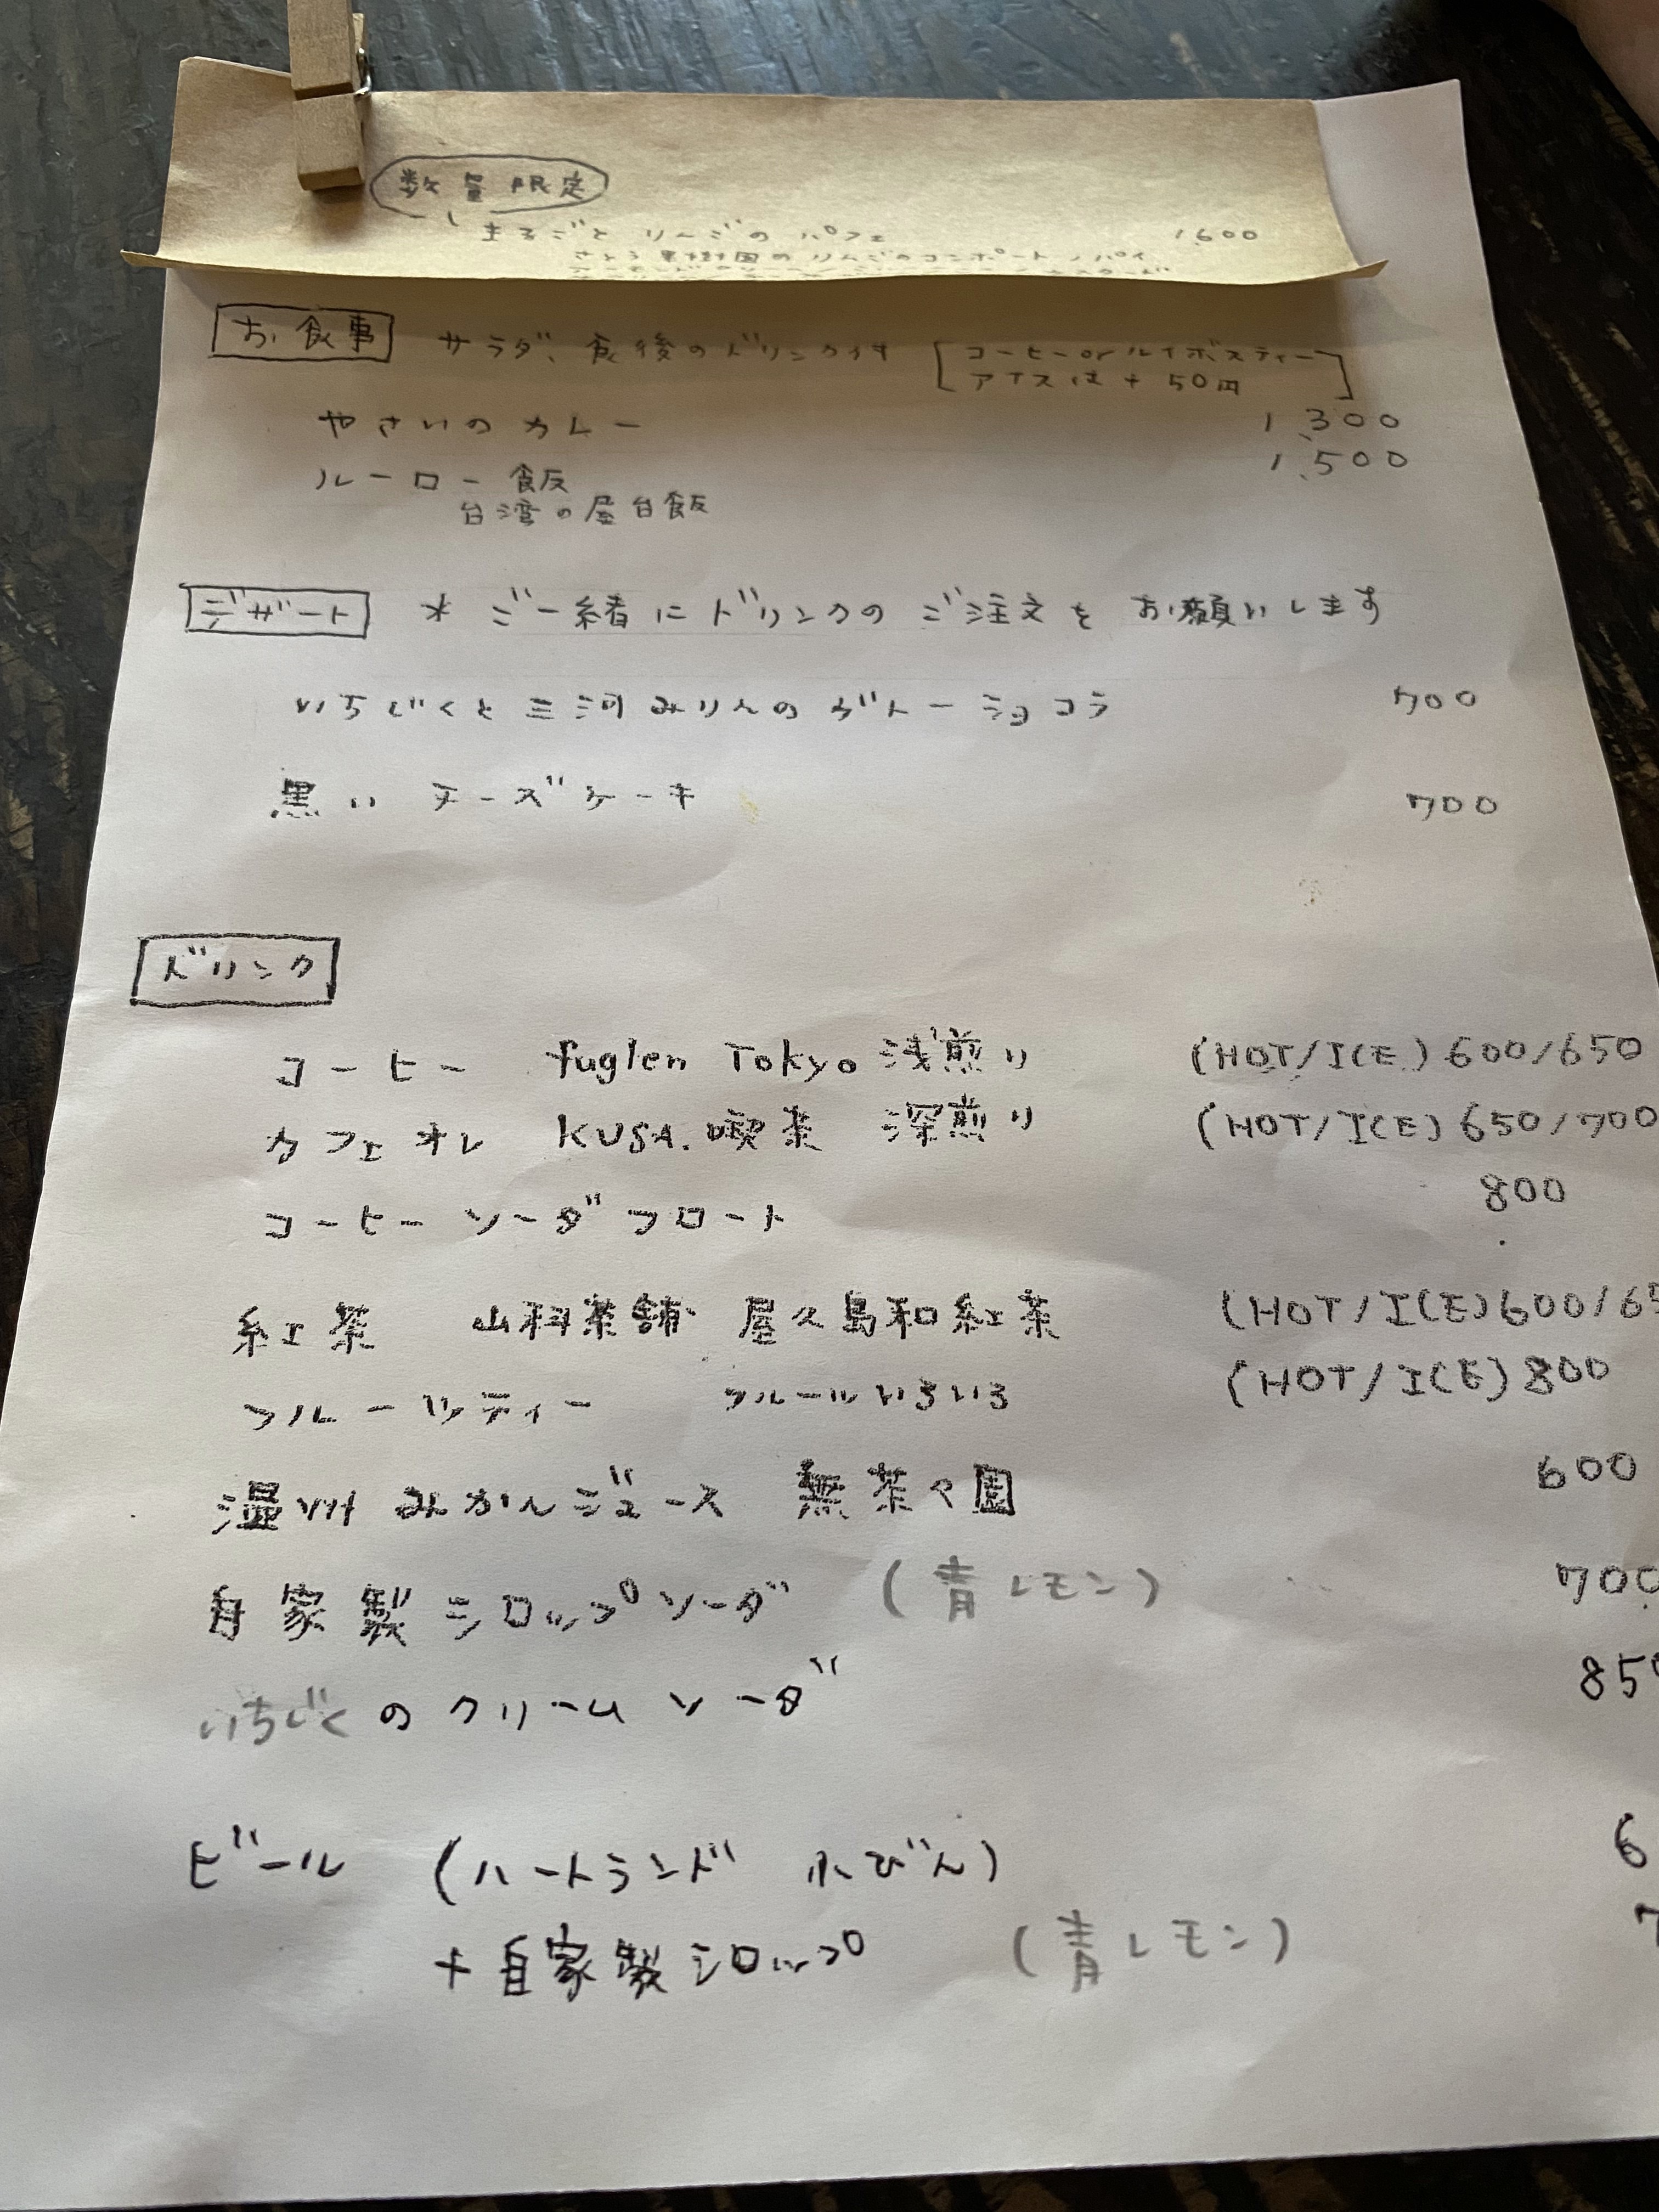 数量限定
まるごと りんごの パフェ 1,600
さとう果樹園の りんごのコンポート / パイ
お食事 サラダ、食後のドリンク付 [コーヒー or ルイボスティー
アイスは + 50円]
やさいの カレー 1,300
ルーロー飯 1,500
台湾の屋台飯
デザート * ご一緒に ドリンクの ご注文を お願いします
いちじくと 三河みりんの ガトーショコラ 700
黒い チーズケーキ 700
ドリンク
コーヒー fuglen Tokyo 浅煎り (HOT/ICE) 600/650
カフェオレ KUSA.喫茶 深煎り (HOT/ICE) 650/700
コーヒーソーダフロート 800
紅茶 山科茶舗 屋久島和紅茶 (HOT/ICE) 600/65
フルーツティー フルーツいろいろ (HOT/ICE) 800
温州みかんジュース 無茶々園 600
自家製シロップソーダ (青レモン) 700
いちじくのクリームソーダ 850
ビール (ハートランド 小びん) 6
+自家製シロップ (青レモン) 7